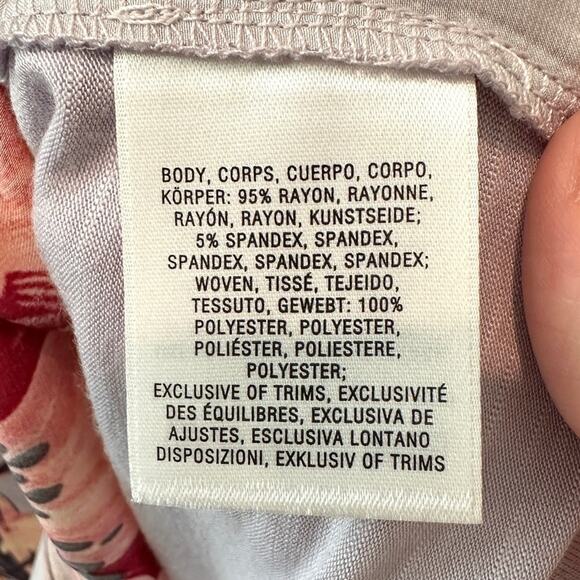 BODY, CORPS, CUERPO, CORPO,
KÖRPER: 95% RAYON, RAYONNE,
RAYÓN, RAYON, KUNSTSEIDE;
5% SPANDEX, SPANDEX,
SPANDEX, SPANDEX, SPANDEX;
WOVEN, TISSÉ, TEJEIDO,
TESSUTO, GEWEBT: 100%
POLYESTER, POLYESTER,
POLIÉSTER, POLIESTERE,
POLYESTER;
EXCLUSIVE OF TRIMS, EXCLUSIVITÉ
DES ÉQUILIBRES, EXCLUSIVA DE
AJUSTES, ESCLUSIVA LONTANO
DISPOSIZIONI, EXKLUSIV OF TRIMS